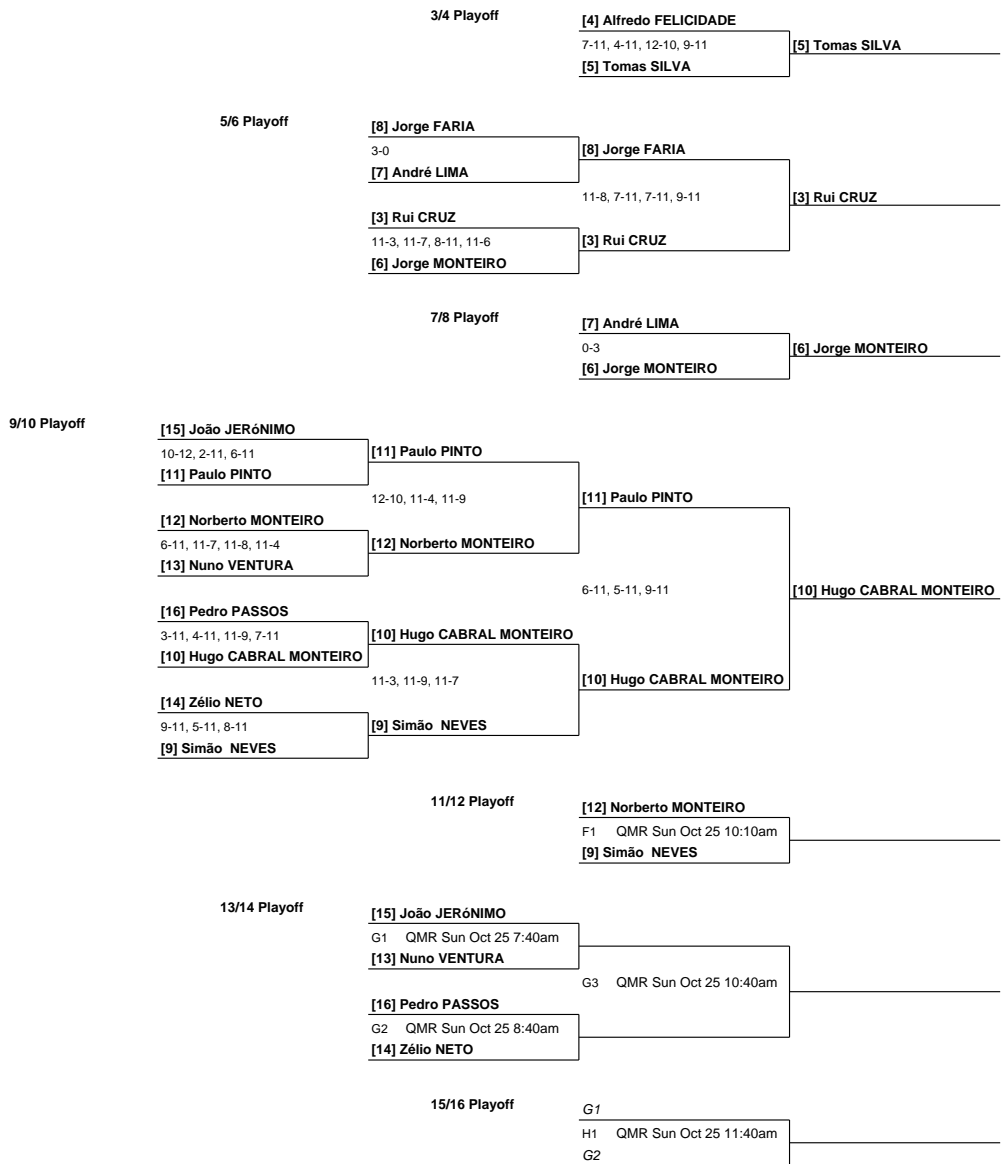 3/4 Playoff
[4] Alfredo FELICIDADE
7-11, 4-11, 12-10, 9-11
[5] Tomas SILVA
[5] Tomas SILVA
5/6 Playoff
[8] Jorge FARIA
3-0
[8] Jorge FARIA
[7] André LIMA
11-8, 7-11, 7-11, 9-11
[3] Rui CRUZ
[3] Rui CRUZ
11-3, 11-7, 8-11, 11-6
[3] Rui CRUZ
[6] Jorge MONTEIRO
7/8 Playoff
[7] André LIMA
0-3
[6] Jorge MONTEIRO
[6] Jorge MONTEIRO
9/10 Playoff
[15] João JERóNIMO
10-12, 2-11, 6-11
[11] Paulo PINTO
[11] Paulo PINTO
12-10, 11-4, 11-9
[11] Paulo PINTO
[12] Norberto MONTEIRO
6-11, 11-7, 11-8, 11-4
[12] Norberto MONTEIRO
[13] Nuno VENTURA
6-11, 5-11, 9-11
[10] Hugo CABRAL MONTEIRO
[16] Pedro PASSOS
3-11, 4-11, 11-9, 7-11
[10] Hugo CABRAL MONTEIRO
[10] Hugo CABRAL MONTEIRO
11-3, 11-9, 11-7
[10] Hugo CABRAL MONTEIRO
[14] Zélio NETO
9-11, 5-11, 8-11
[9] Simão  NEVES
[9] Simão  NEVES
11/12 Playoff
[12] Norberto MONTEIRO
F1 QMR Sun Oct 25 10:10am
[9] Simão  NEVES
13/14 Playoff
[15] João JERóNIMO
G1 QMR Sun Oct 25 7:40am
[13] Nuno VENTURA
G3 QMR Sun Oct 25 10:40am
[16] Pedro PASSOS
G2 QMR Sun Oct 25 8:40am
[14] Zélio NETO
15/16 Playoff
G1
H1 QMR Sun Oct 25 11:40am
G2